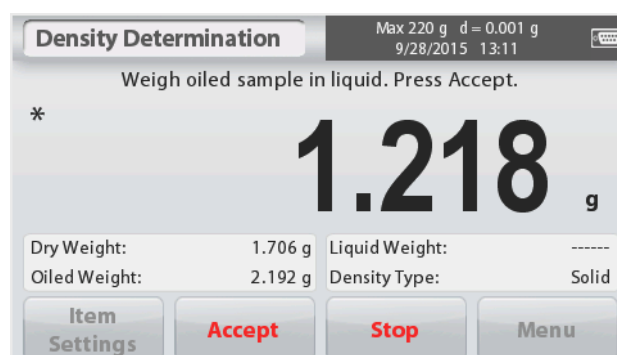 Density Determination
Max 220 g d = 0.001 g
9/28/2015 13:11
Weigh oiled sample in liquid. Press Accept.
*
1.218 g
Dry Weight: 1.706 g Liquid Weight: ------
Oiled Weight: 2.192 g Density Type: Solid
Item Settings
Accept
Stop
Menu